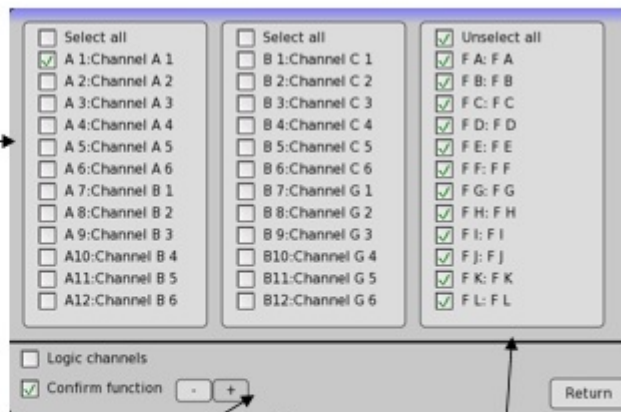 Select all
A 1:Channel A 1
A 2:Channel A 2
A 3:Channel A 3
A 4:Channel A 4
A 5:Channel A 5
A 6:Channel A 6
A 7:Channel B 1
A 8:Channel B 2
A 9:Channel B 3
A10:Channel B 4
A11:Channel B 5
A12:Channel B 6
Select all
B 1:Channel C 1
B 2:Channel C 2
B 3:Channel C 3
B 4:Channel C 4
B 5:Channel C 5
B 6:Channel C 6
B 7:Channel G 1
B 8:Channel G 2
B 9:Channel G 3
B10:Channel G 4
B11:Channel G 5
B12:Channel G 6
Unselect all
F A: F A
F B: F B
F C: F C
F D: F D
F E: F E
F F: F F
F G: F G
F H: F H
F I: F I
F J: F J
F K: F K
F L: F L
Logic channels
Confirm function - +
Return